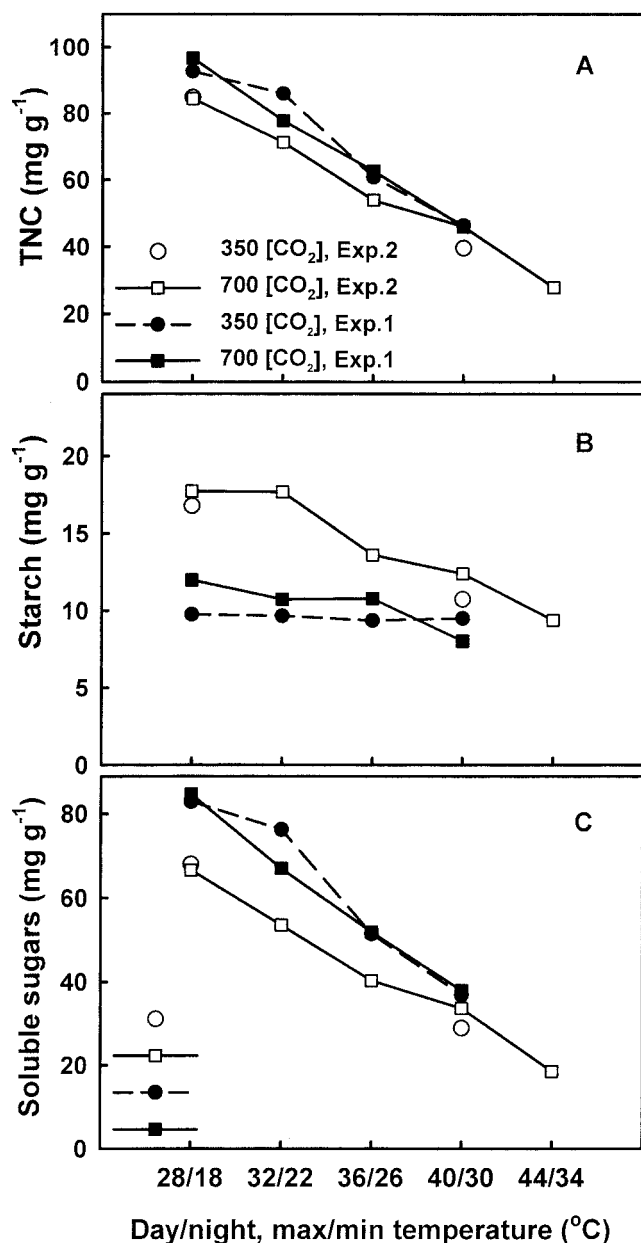 A
TNC (mg g⁻¹)
100
80
60
40
20
0
350 [CO₂], Exp.2
700 [CO₂], Exp.2
350 [CO₂], Exp.1
700 [CO₂], Exp.1
B
Starch (mg g⁻¹)
20
15
10
5
0
C
Soluble sugars (mg g⁻¹)
80
60
40
20
0
28/18 32/22 36/26 40/30 44/34
Day/night, max/min temperature (°C)